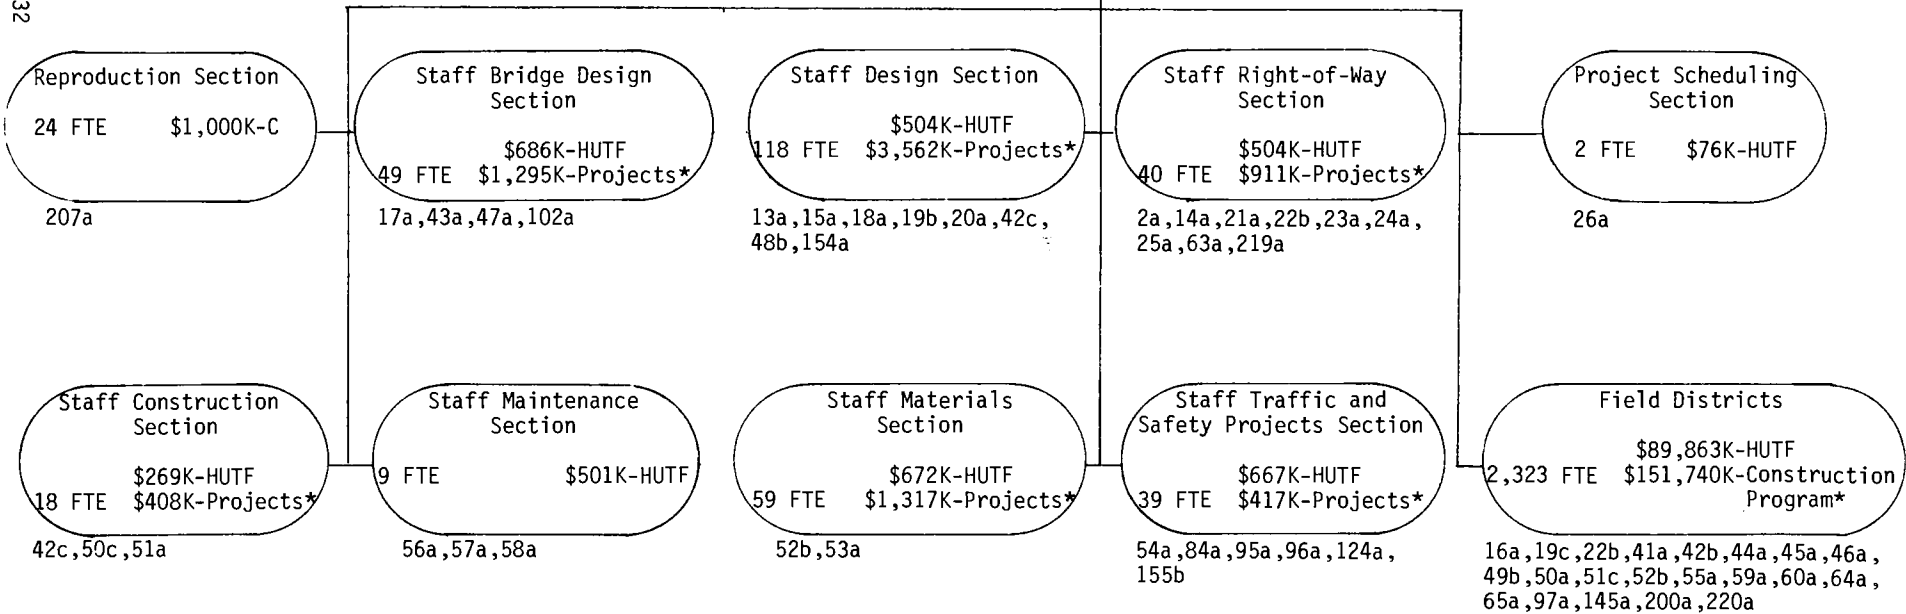 32
Reproduction Section
24 FTE $1,000K-C
207a
Staff Bridge Design
Section
$686K-HUTF
49 FTE $1,295K-Projects*
17a,43a,47a,102a
Staff Design Section
$504K-HUTF
118 FTE $3,562K-Projects*
13a,15a,18a,19b,20a,42c,
48b,154a
Staff Right-of-Way
Section
$504K-HUTF
40 FTE $911K-Projects*
2a,14a,21a,22b,23a,24a,
25a,63a,219a
Project Scheduling
Section
2 FTE $76K-HUTF
26a
Staff Construction
Section
$269K-HUTF
18 FTE $408K-Projects*
42c,50c,51a
Staff Maintenance
Section
9 FTE $501K-HUTF
56a,57a,58a
Staff Materials
Section
$672K-HUTF
59 FTE $1,317K-Projects*
52b,53a
Staff Traffic and
Safety Projects Section
$667K-HUTF
39 FTE $417K-Projects*
54a,84a,95a,96a,124a,
155b
Field Districts
$89,863K-HUTF
2,323 FTE $151,740K-Construction
Program*
16a,19c,22b,41a,42b,44a,45a,46a,
49b,50a,51c,52b,55a,59a,60a,64a,
65a,97a,145a,200a,220a